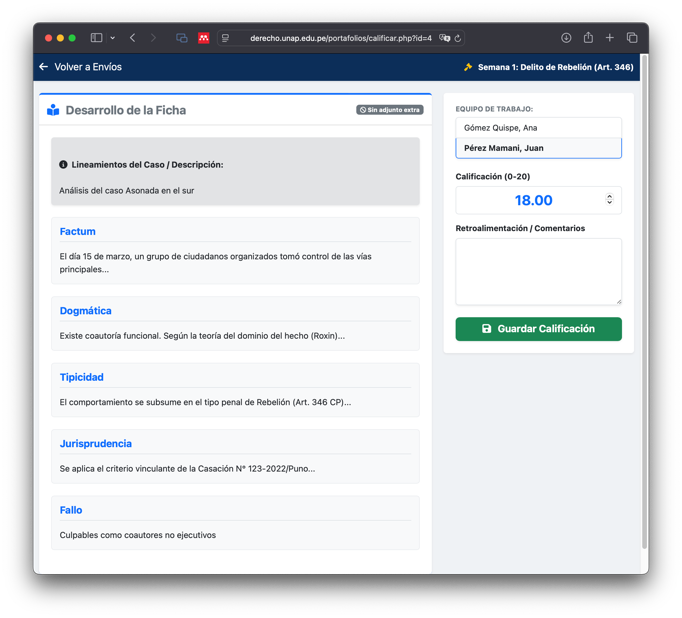 derecho.unap.edu.pe/portafolios/calificar.php?id=4
Volver a Envíos
Semana 1: Delito de Rebelión (Art. 346)
Desarrollo de la Ficha
Sin adjunto extra
Lineamientos del Caso / Descripción:
Análisis del caso Asonada en el sur
Factum
El día 15 de marzo, un grupo de ciudadanos organizados tomó control de las vías
principales...
Dogmática
Existe coautoría funcional. Según la teoría del dominio del hecho (Roxin)...
Tipicidad
El comportamiento se subsume en el tipo penal de Rebelión (Art. 346 CP)...
Jurisprudencia
Se aplica el criterio vinculante de la Casación N° 123-2022/Puno...
Fallo
Culpables como coautores no ejecutivos
EQUIPO DE TRABAJO:
Gómez Quispe, Ana
Pérez Mamani, Juan
Calificación (0-20)
18.00
Retroalimentación / Comentarios
Guardar Calificación